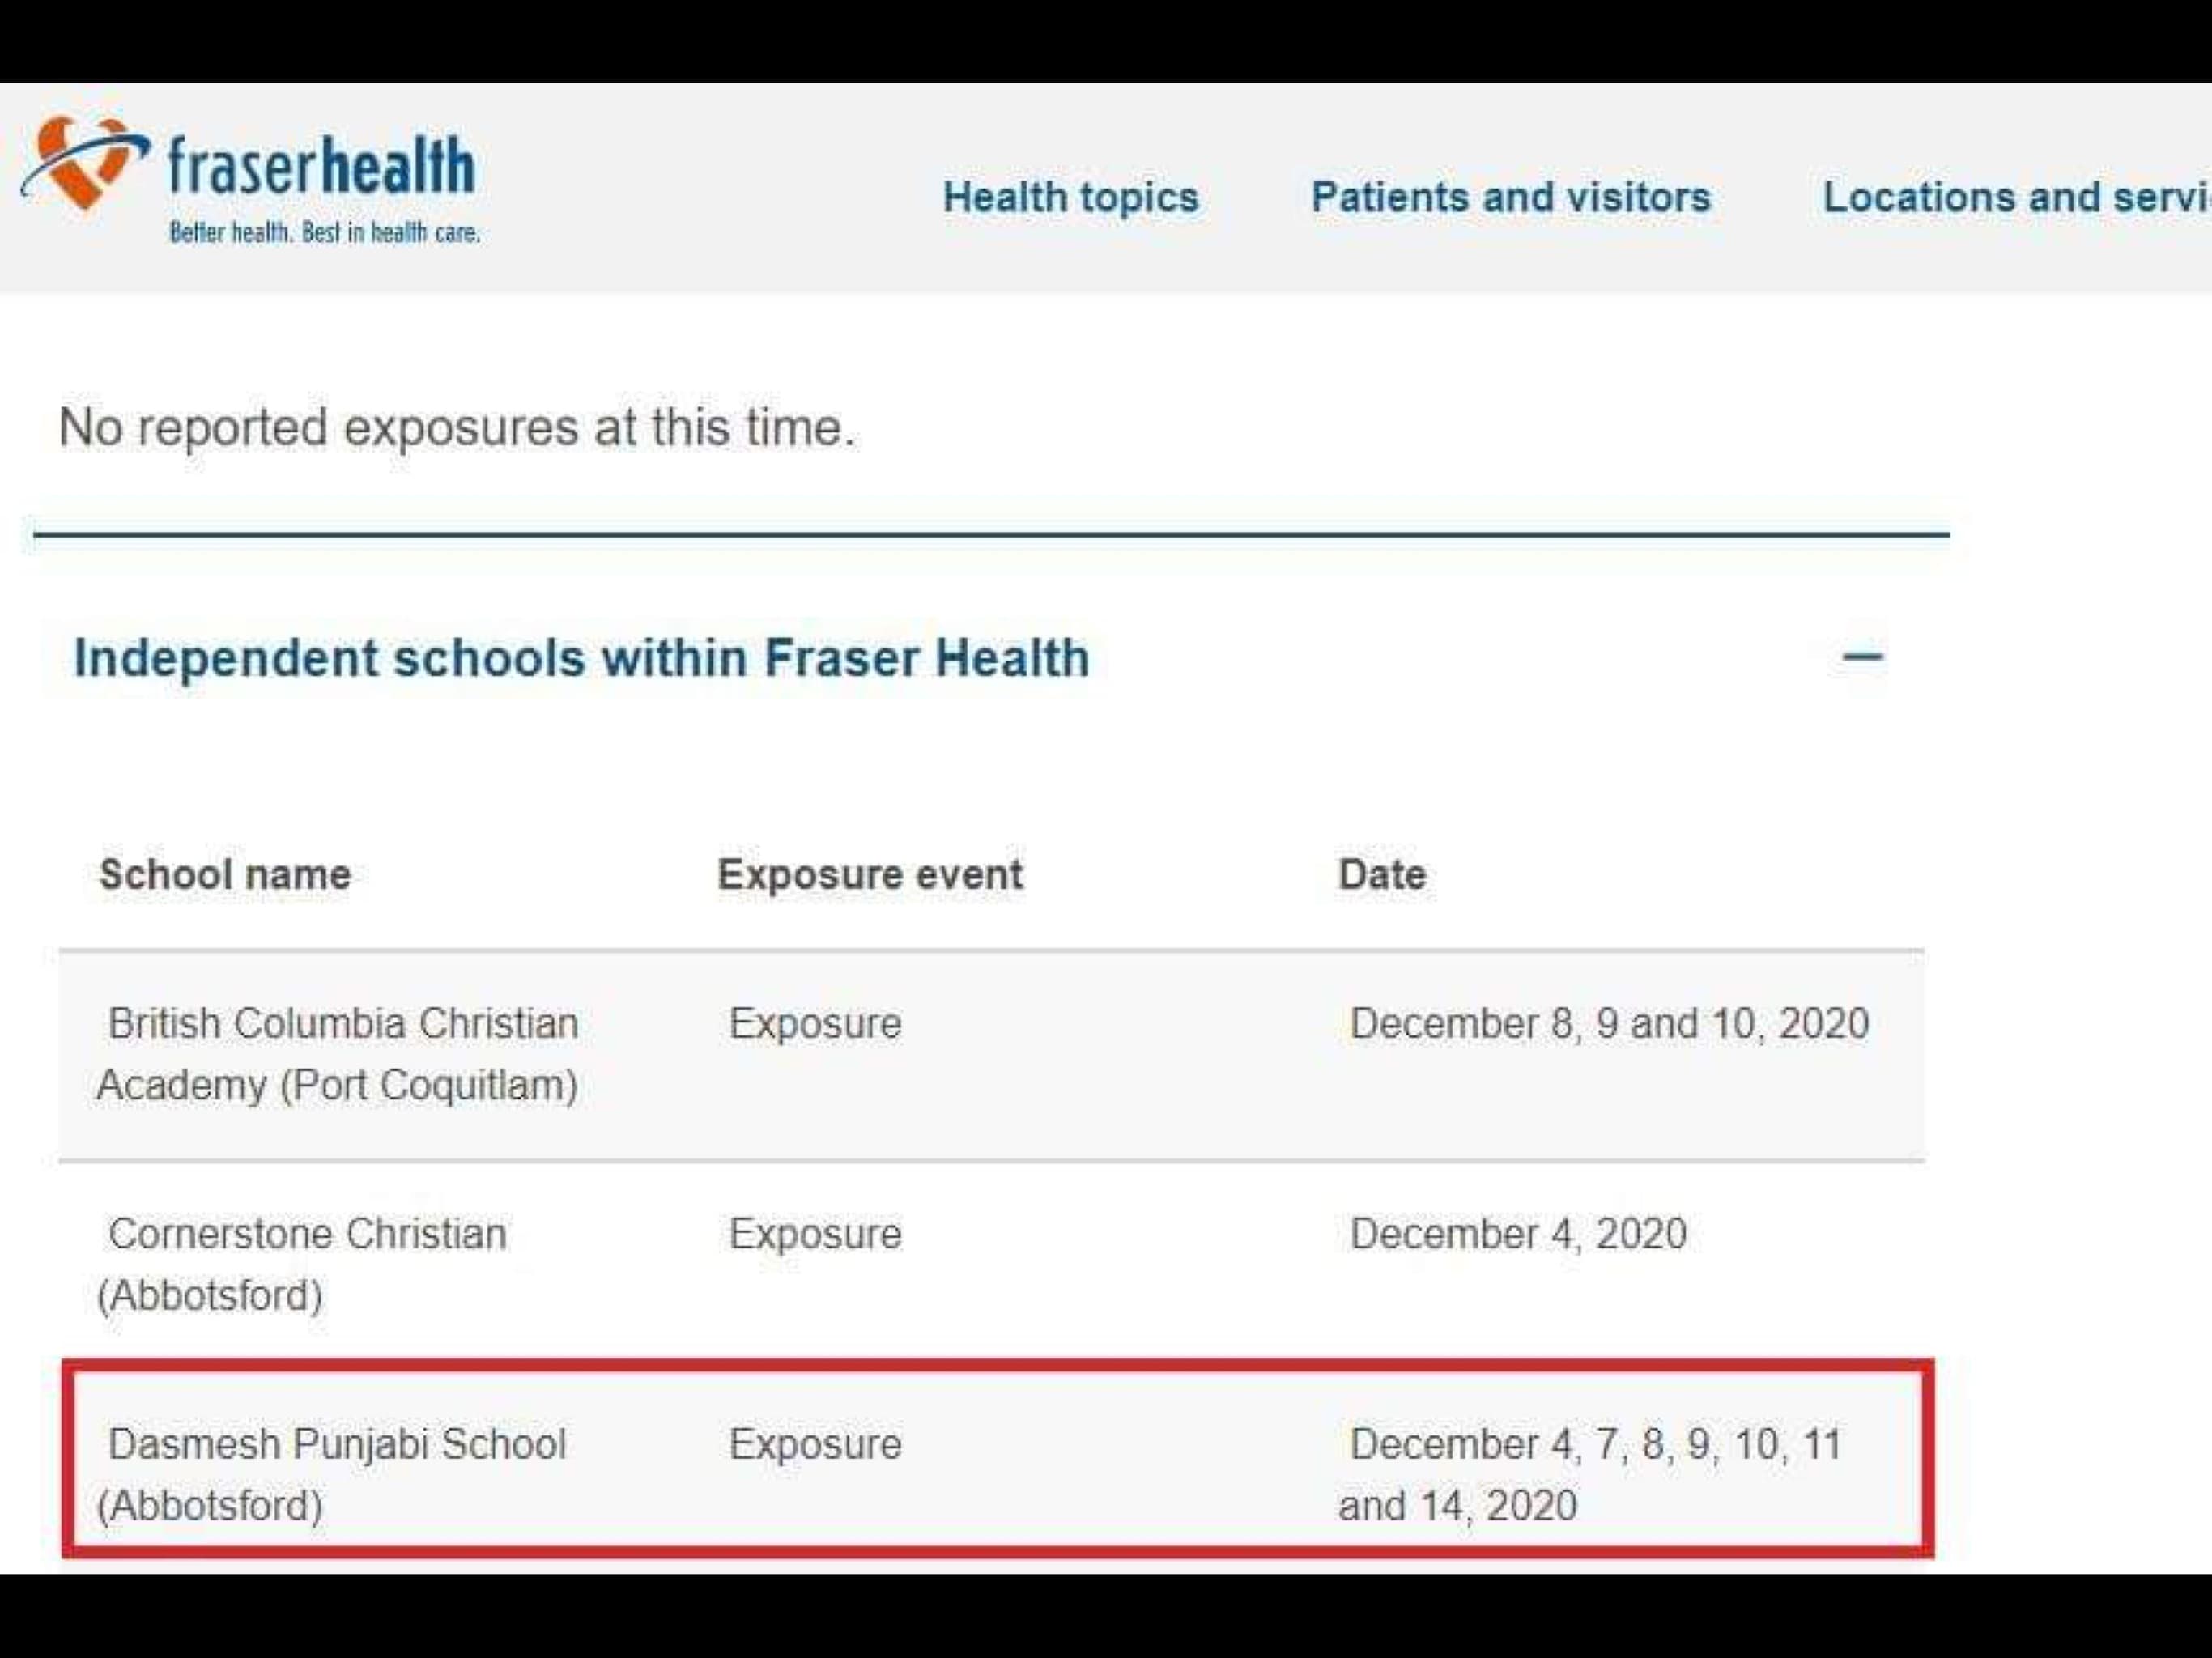 fraserhealth
Better health. Best in health care.
Health topics Patients and visitors Locations and servi
No reported exposures at this time.
Independent schools within Fraser Health
School name Exposure event Date
British Columbia Christian Exposure December 8, 9 and 10, 2020
Academy (Port Coquitlam)
Cornerstone Christian Exposure December 4, 2020
(Abbotsford)
Dasmesh Punjabi School Exposure December 4, 7, 8, 9, 10, 11
(Abbotsford) and 14, 2020